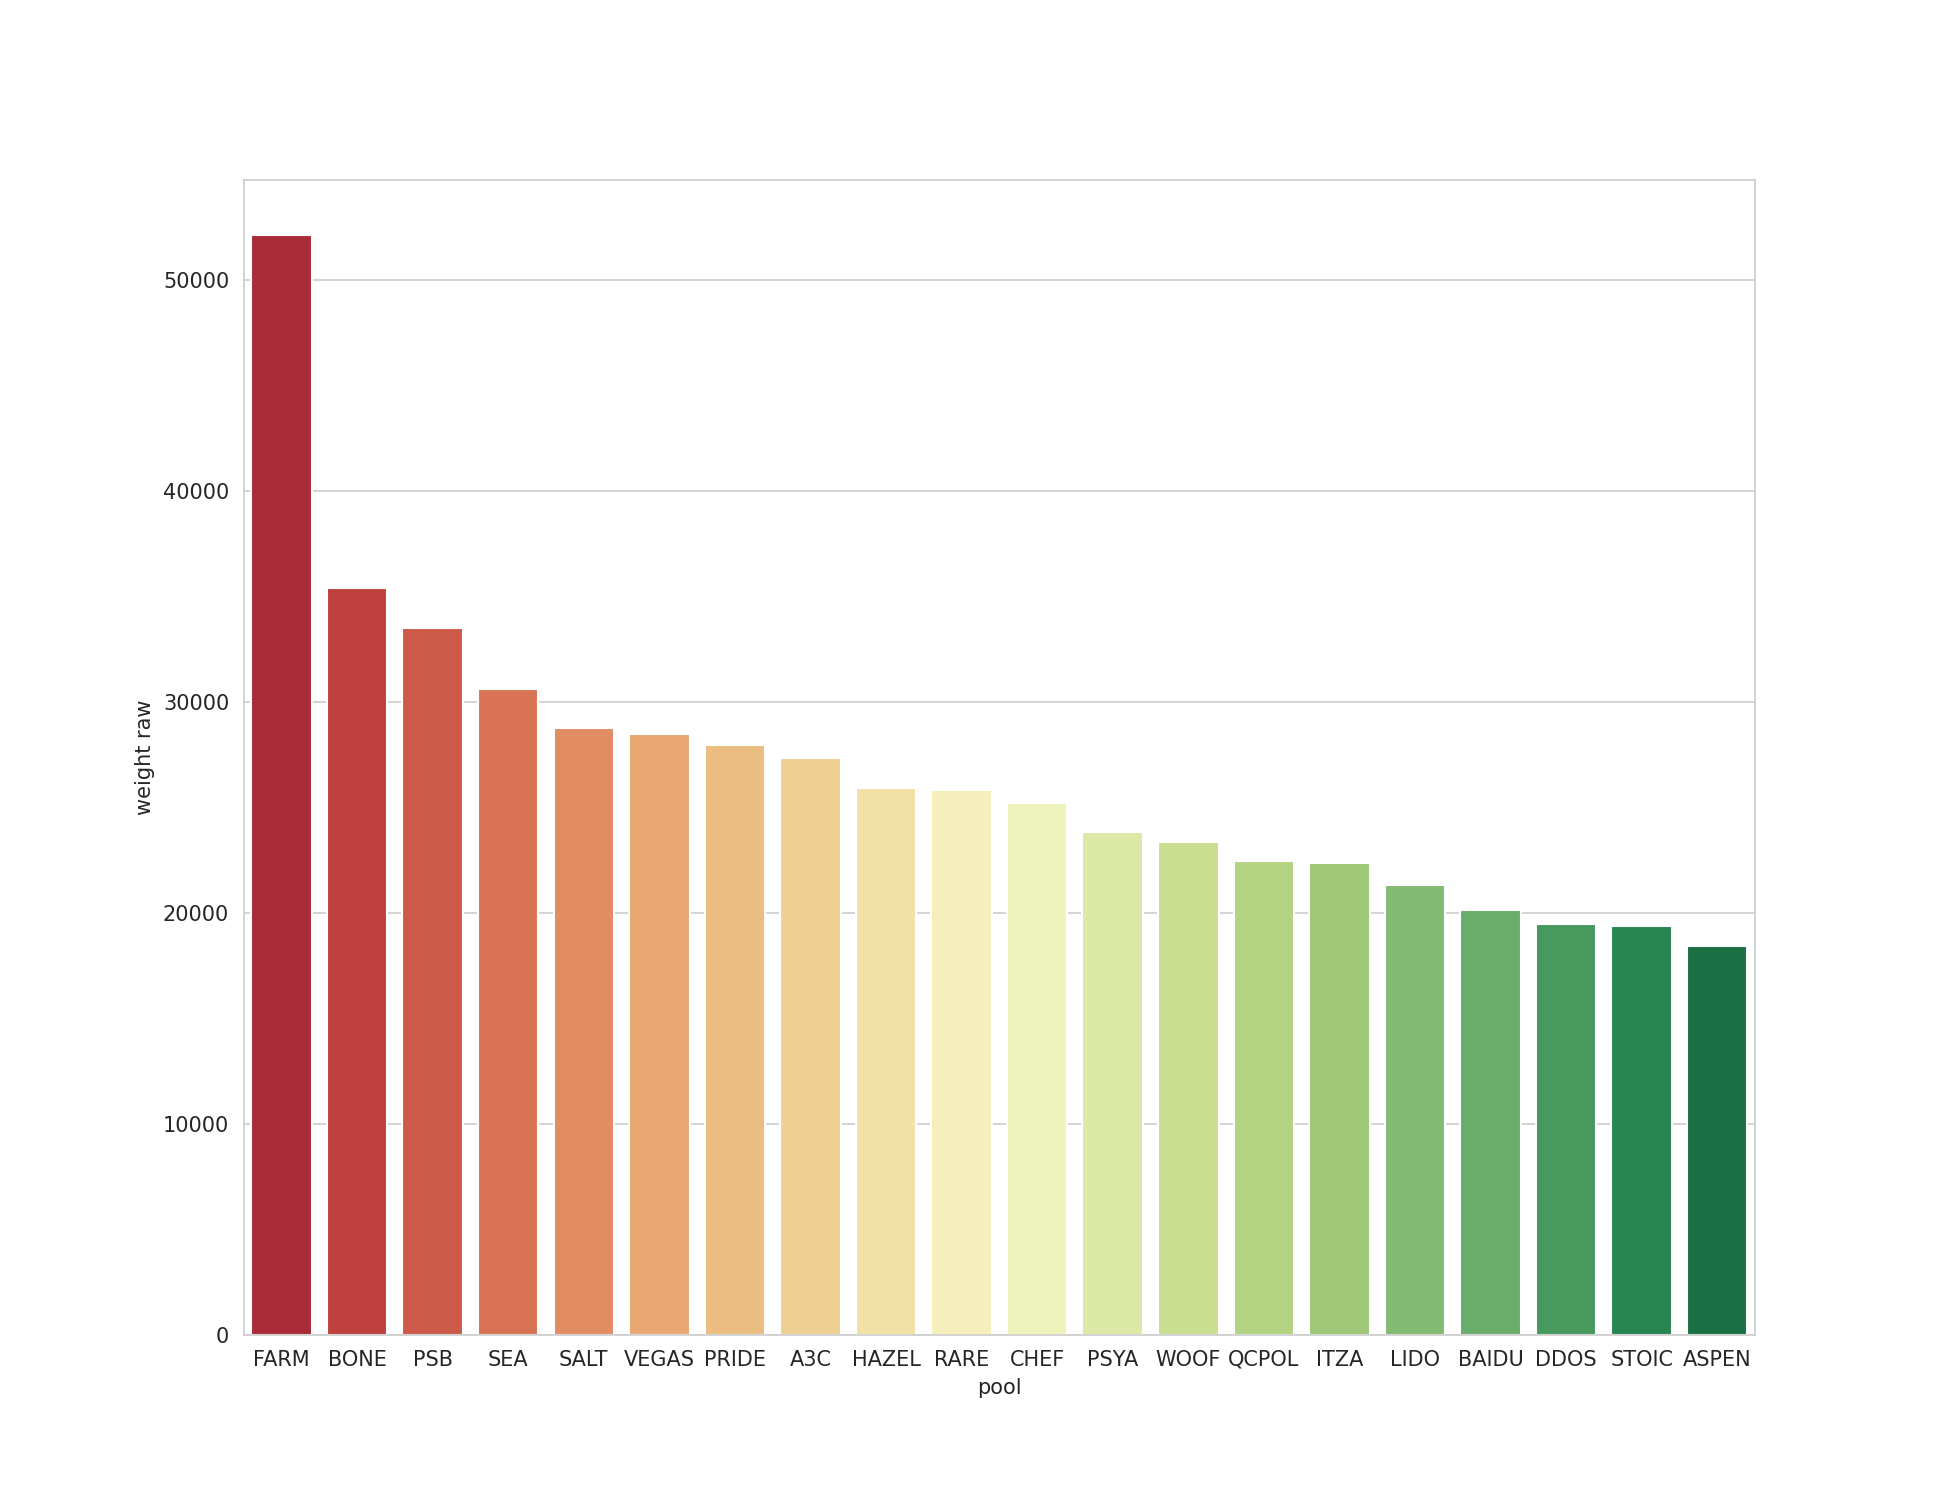 50000
40000
30000
20000
10000
0
weight raw
FARM BONE PSB SEA SALT VEGAS PRIDE A3C HAZEL RARE CHEF PSYA WOOF QCPOL ITZA LIDO BAIDU DDOS STOIC ASPEN
pool